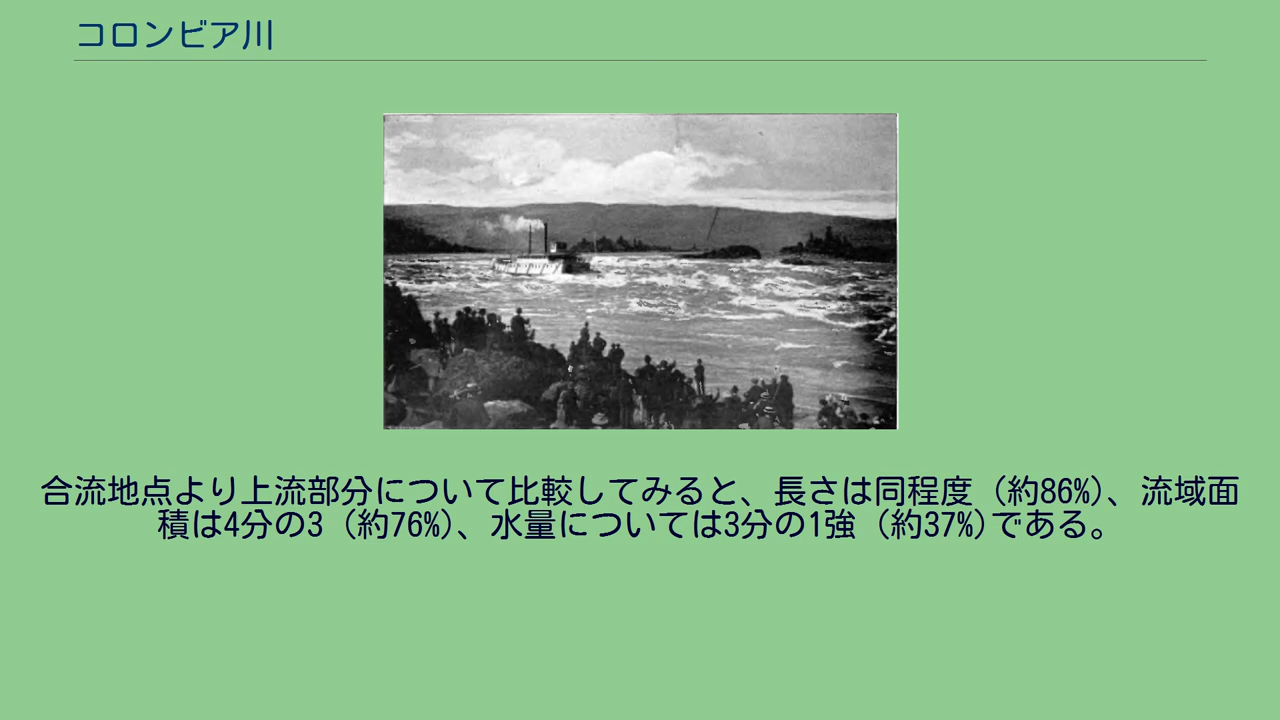 コロンビア川
合流地点より上流部分について比較してみると、長さは同程度（約86%）、流域面
積は4分の3（約76%）、水量については3分の1強（約37%）である。